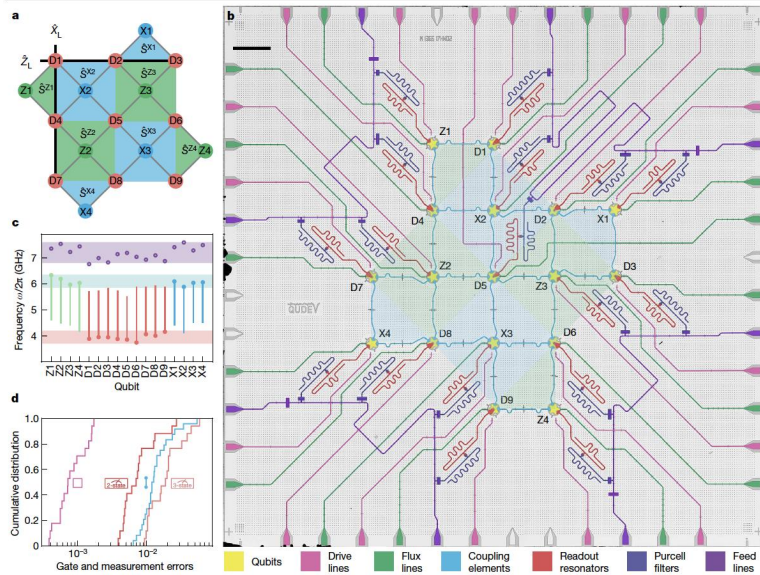 a
X̂L
ẐL
X1
ŜX1
D1
D2
D3
Z1
ŜZ1
ŜX2
X2
ŜZ3
Z3
D4
D5
D6
ŜZ2
Z2
ŜX3
X3
ŜZ4
Z4
D7
D8
D9
ŜX4
X4
b
Z1
D1
D4
X2
D2
X1
D7
Z2
D5
Z3
D3
X4
D8
X3
D6
D9
Z4
QUDEV
c
Frequency ω/2π (GHz)
7
6
5
4
Z1 Z2 Z3 Z4 D1 D2 D3 D4 D5 D6 D7 D8 D9 X1 X2 X3 X4
Qubit
d
Cumulative distribution
1.0
0.8
0.6
0.4
0.2
0
2-state
3-state
10⁻³
10⁻²
Gate and measurement errors
Qubits
Drive lines
Flux lines
Coupling elements
Readout resonators
Purcell filters
Feed lines